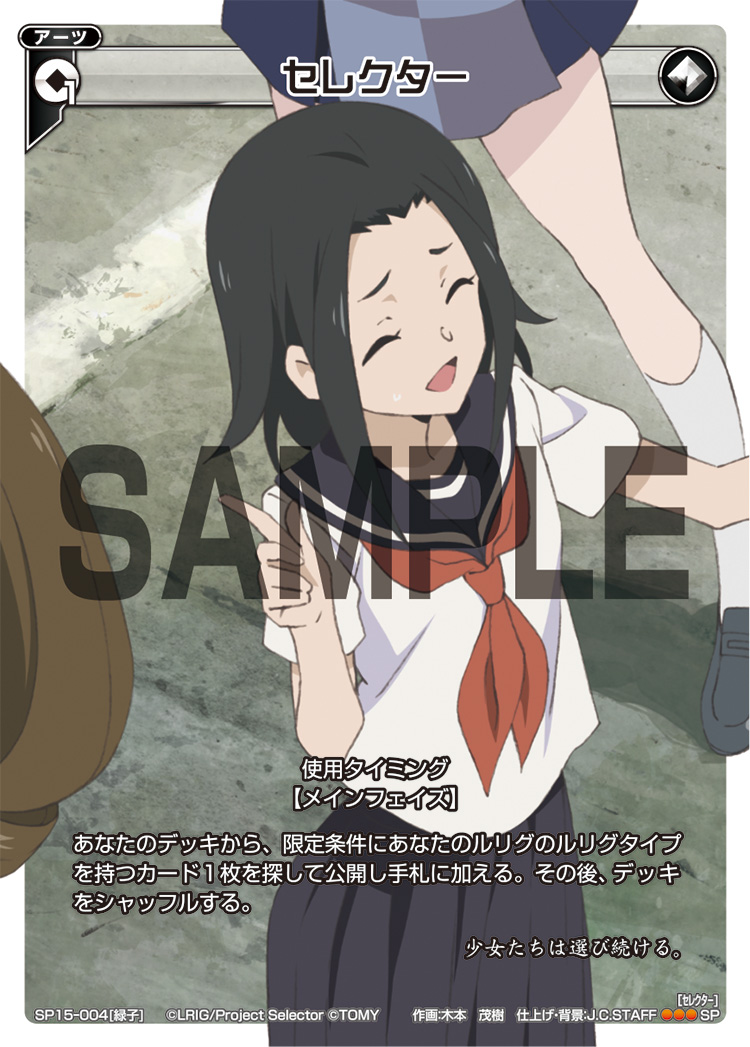 アーツ
セレクター
1
SAMPLE
使用タイミング
【メインフェイズ】
あなたのデッキから、限定条件にあなたのルリグのルリグタイプ
を持つカード1枚を探して公開し手札に加える。その後、デッキ
をシャッフルする。
少女たちは選び続ける。
[セレクター]
SP15-004[緑子] ©LRIG/Project Selector ©TOMY 作画:木本 茂樹 仕上げ・背景:J.C.STAFF SP